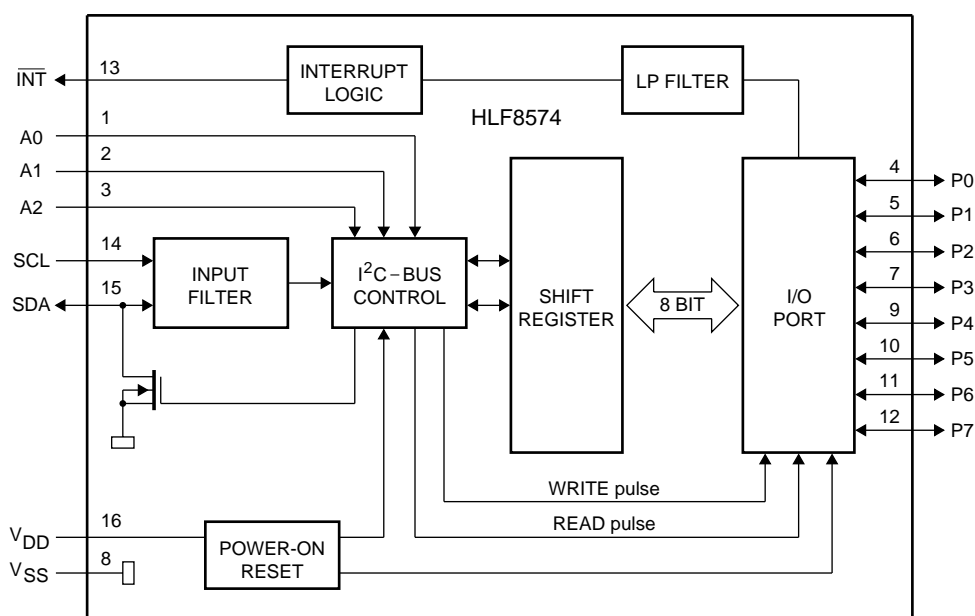 INT
13
INTERRUPT
LOGIC
LP FILTER
HLF8574
A0
1
A1
2
A2
3
SCL
14
SDA
15
INPUT
FILTER
I²C–BUS
CONTROL
SHIFT
REGISTER
8 BIT
I/O
PORT
4
P0
5
P1
6
P2
7
P3
9
P4
10
P5
11
P6
12
P7
WRITE pulse
READ pulse
VDD
16
VSS
8
POWER-ON
RESET